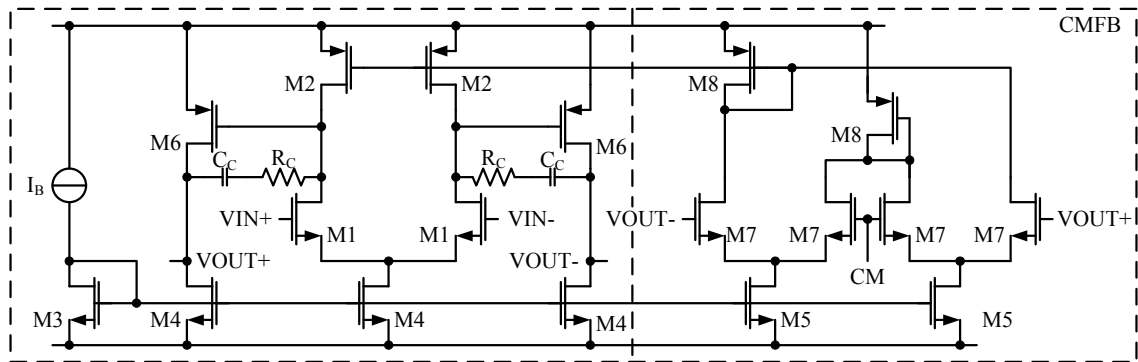 CMFB
M2
M2
M8
M6
M6
M8
C_C
R_C
R_C
C_C
I_B
VIN+
VIN-
VOUT-
VOUT+
M1
M1
M7
M7
M7
M7
VOUT+
VOUT-
CM
M3
M4
M4
M4
M5
M5